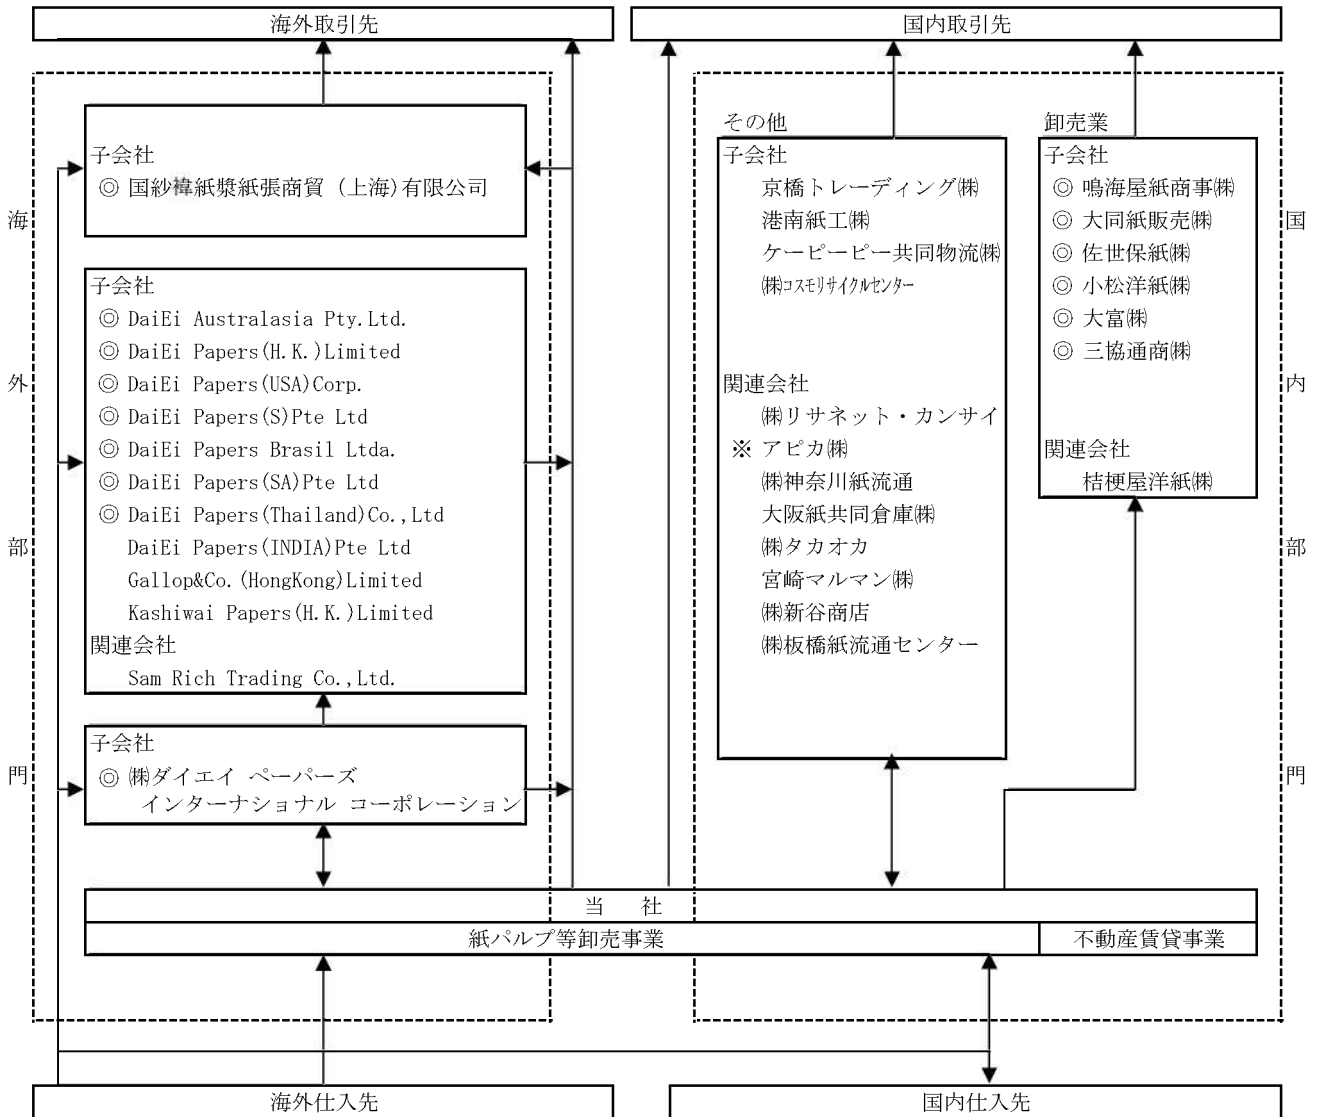 海外取引先
国内取引先
海外部門
子会社
◎ 国紗褘紙漿紙張商貿(上海)有限公司
子会社
◎ DaiEi Australasia Pty.Ltd.
◎ DaiEi Papers(H.K.)Limited
◎ DaiEi Papers(USA)Corp.
◎ DaiEi Papers(S)Pte Ltd
◎ DaiEi Papers Brasil Ltda.
◎ DaiEi Papers(SA)Pte Ltd
◎ DaiEi Papers(Thailand)Co.,Ltd
DaiEi Papers(INDIA)Pte Ltd
Gallop&Co.(HongKong)Limited
Kashiwai Papers(H.K.)Limited
関連会社
Sam Rich Trading Co.,Ltd.
子会社
◎ ㈱ダイエイ ペーパーズ
インターナショナル コーポレーション
その他
子会社
京橋トレーディング㈱
港南紙工㈱
ケーピーピー共同物流㈱
㈱コスモリサイクルセンター
関連会社
㈱リサネット・カンサイ
※ アピカ㈱
㈱神奈川紙流通
大阪紙共同倉庫㈱
㈱タカオカ
宮崎マルマン㈱
㈱新谷商店
㈱板橋紙流通センター
卸売業
子会社
◎ 鳴海屋紙商事㈱
◎ 大同紙販売㈱
◎ 佐世保紙㈱
◎ 小松洋紙㈱
◎ 大富㈱
◎ 三協通商㈱
関連会社
桔梗屋洋紙㈱
国内部門
当 社
紙パルプ等卸売事業
不動産賃貸事業
海外仕入先
国内仕入先